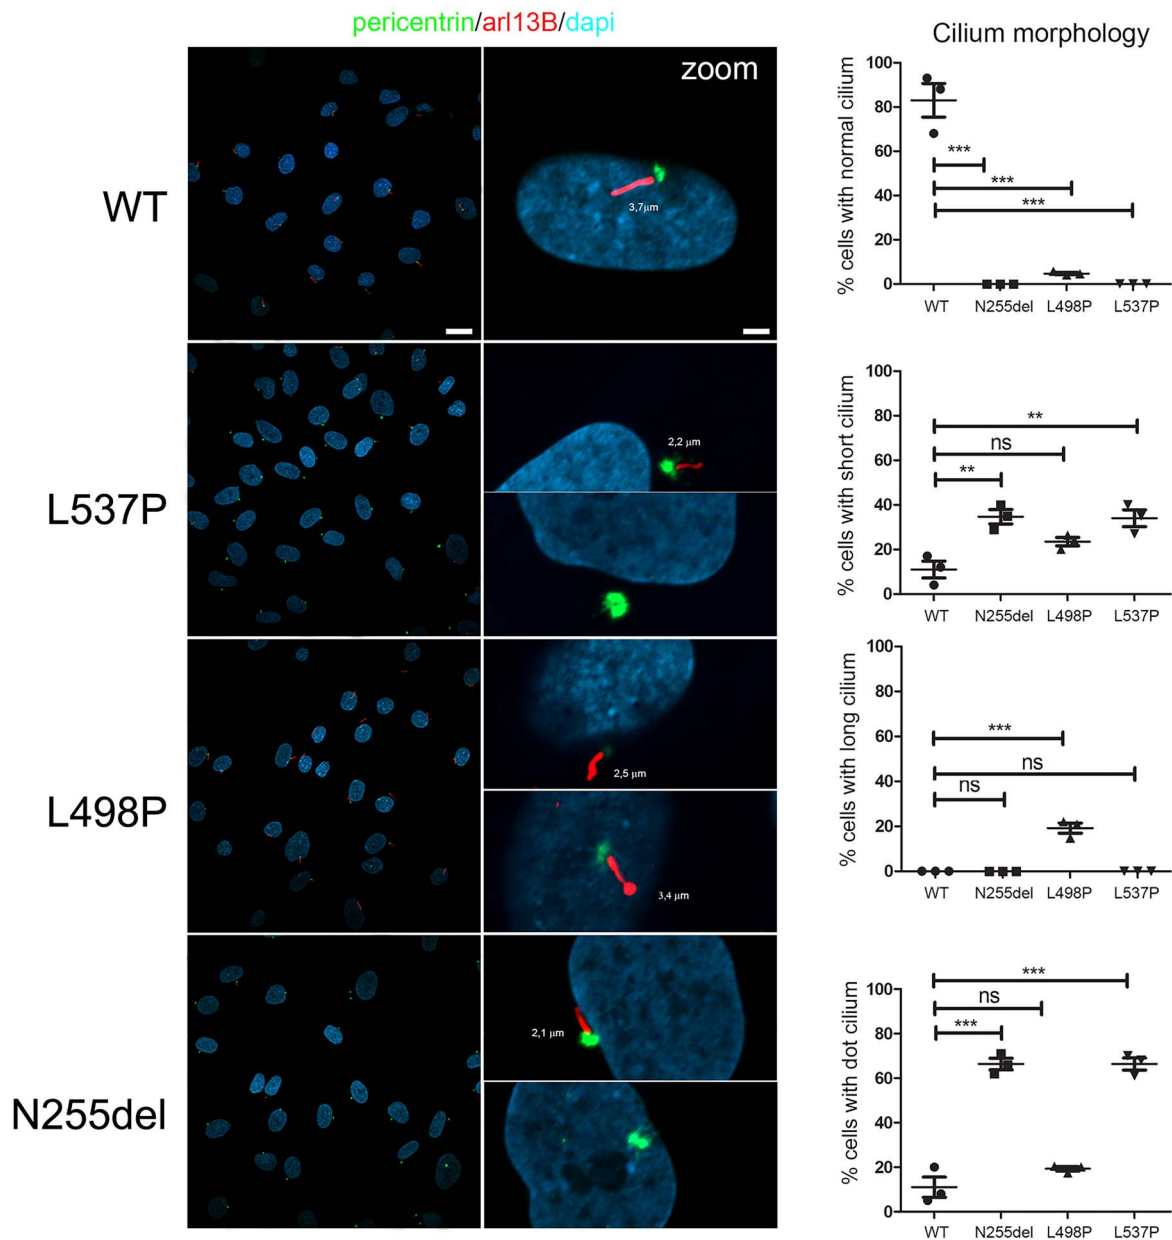 pericentrin/arl13B/dapi
zoom
WT
3,7μm
L537P
2,2 μm
L498P
2,5 μm
3,4 μm
N255del
2,1 μm
Cilium morphology
% cells with normal cilium
100
80
60
40
20
0
***
***
***
WT N255del L498P L537P
% cells with short cilium
100
80
60
40
20
0
**
ns
**
WT N255del L498P L537P
% cells with long cilium
100
80
60
40
20
0
***
ns
ns
WT N255del L498P L537P
% cells with dot cilium
100
80
60
40
20
0
***
ns
***
WT N255del L498P L537P